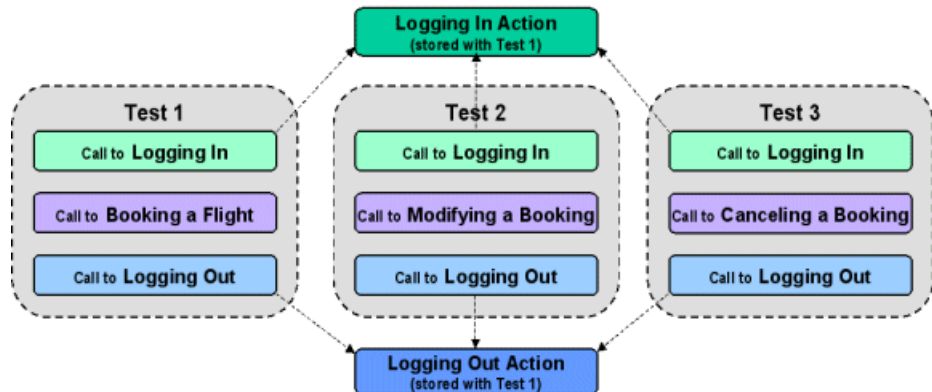 Logging In Action
(stored with Test 1)
Test 1
Call to Logging In
Call to Booking a Flight
Call to Logging Out
Test 2
Call to Logging In
Call to Modifying a Booking
Call to Logging Out
Test 3
Call to Logging In
Call to Canceling a Booking
Call to Logging Out
Logging Out Action
(stored with Test 1)